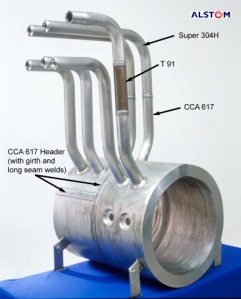 ALSTOM
Super 304H
T 91
CCA 617
CCA 617 Header
(with girth and
long seam welds)